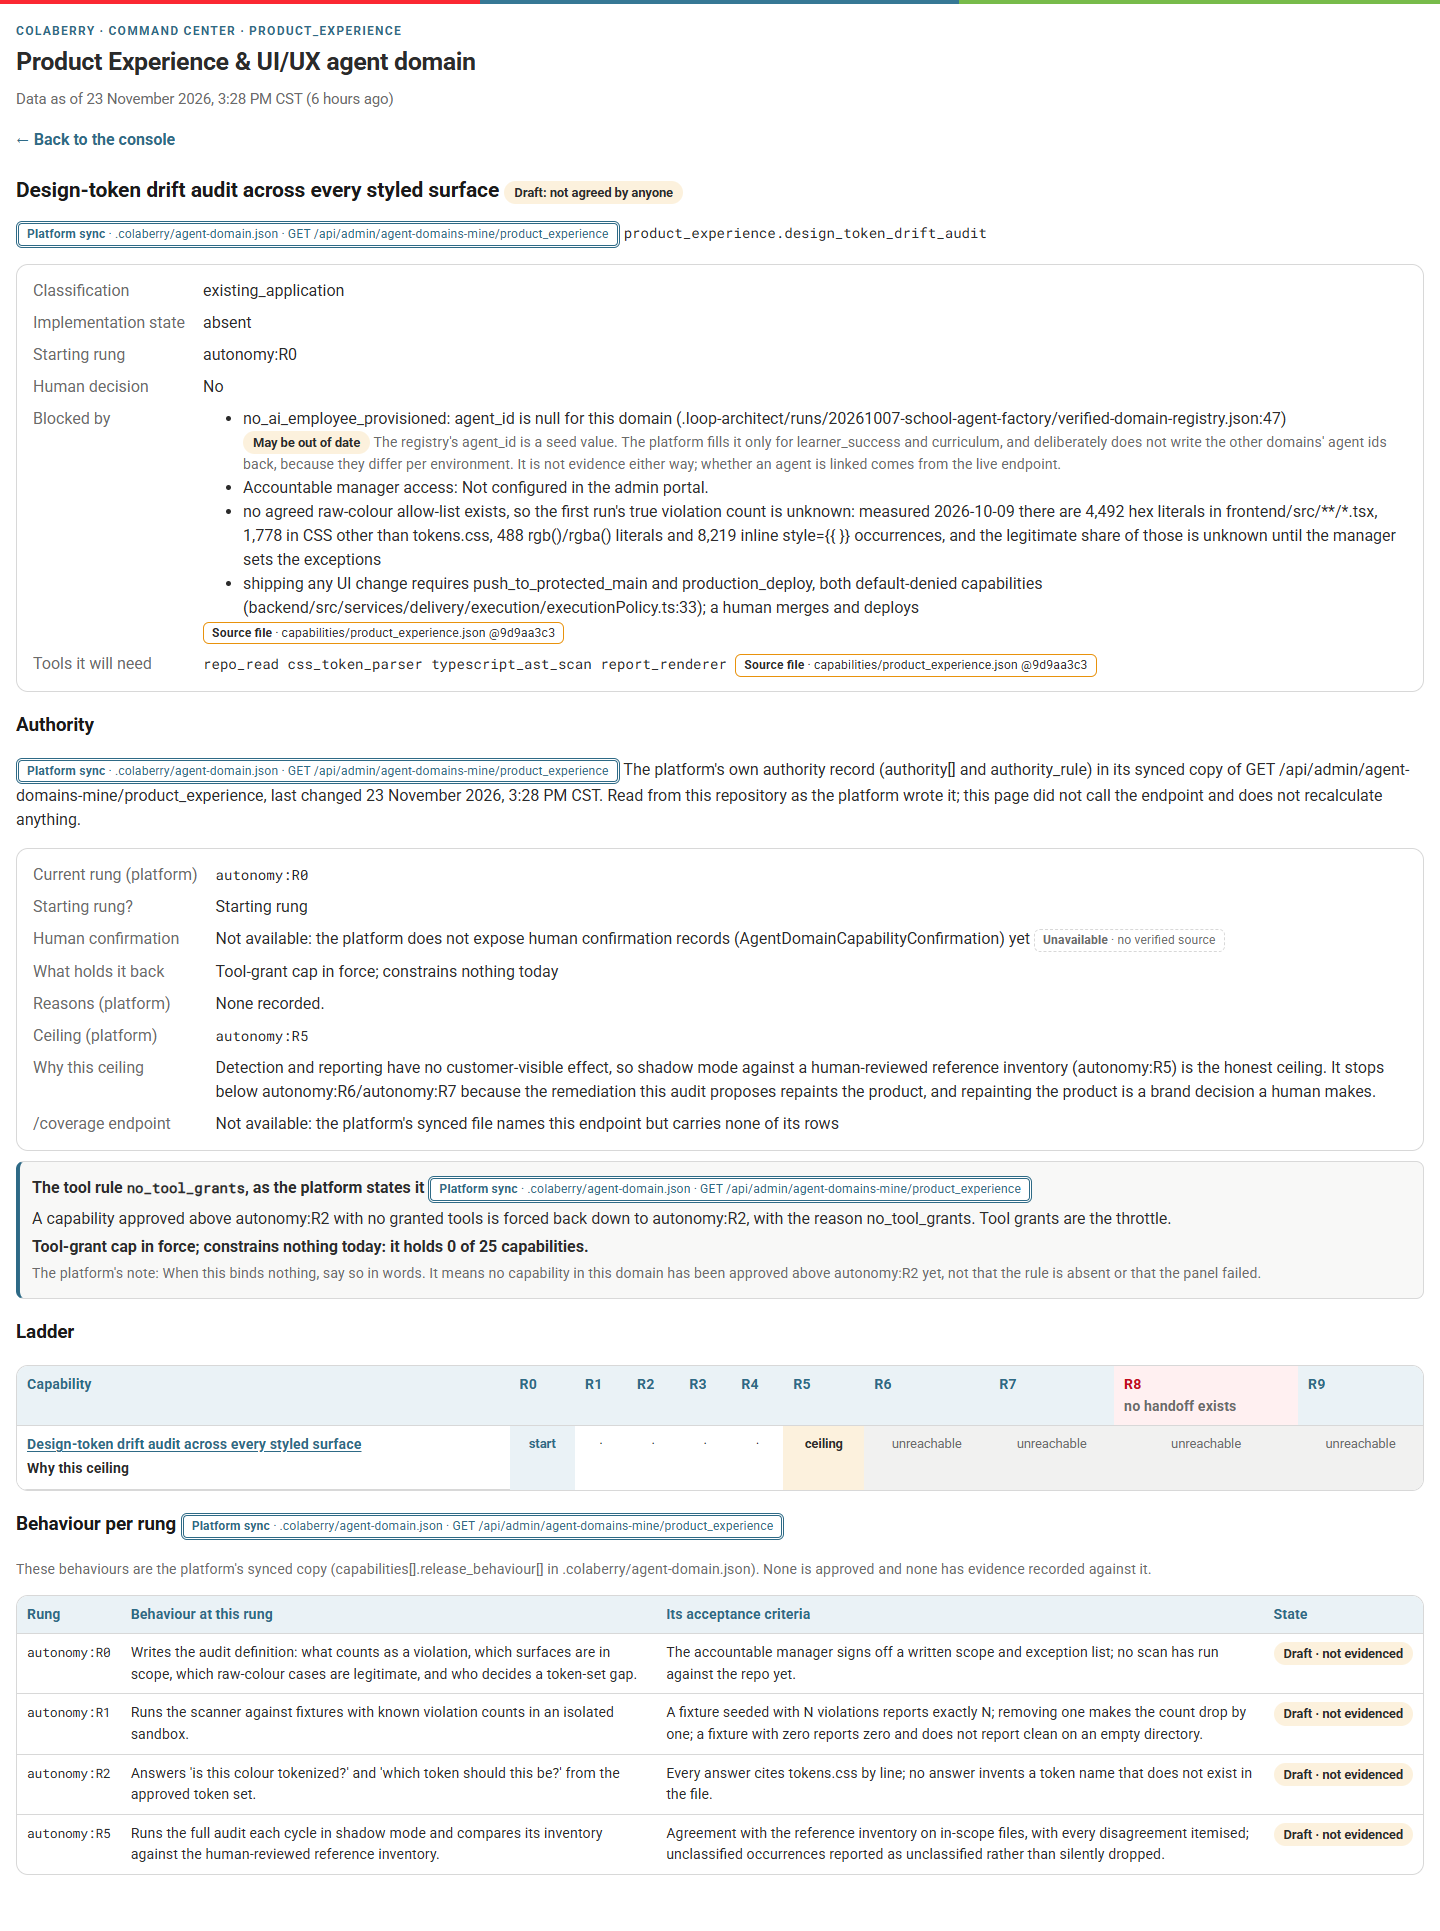 COLABERRY · COMMAND CENTER · PRODUCT_EXPERIENCE
Product Experience & UI/UX agent domain
Data as of 23 November 2026, 3:28 PM CST (6 hours ago)
← Back to the console
Design-token drift audit across every styled surface Draft: not agreed by anyone
Platform sync · .colaberry/agent-domain.json · GET /api/admin/agent-domains-mine/product_experience product_experience.design_token_drift_audit
Classification existing_application
Implementation state absent
Starting rung autonomy:R0
Human decision No
Blocked by • no_ai_employee_provisioned: agent_id is null for this domain (.loop-architect/runs/20261007-school-agent-factory/verified-domain-registry.json:47)
May be out of date The registry's agent_id is a seed value. The platform fills it only for learner_success and curriculum, and deliberately does not write the other domains' agent ids
back, because they differ per environment. It is not evidence either way; whether an agent is linked comes from the live endpoint.
• Accountable manager access: Not configured in the admin portal.
• no agreed raw-colour allow-list exists, so the first run's true violation count is unknown: measured 2026-10-09 there are 4,492 hex literals in frontend/src/**/*.tsx,
1,778 in CSS other than tokens.css, 488 rgb()/rgba() literals and 8,219 inline style={{ }} occurrences, and the legitimate share of those is unknown until the manager
sets the exceptions
• shipping any UI change requires push_to_protected_main and production_deploy, both default-denied capabilities
(backend/src/services/delivery/execution/executionPolicy.ts:33); a human merges and deploys
Source file · capabilities/product_experience.json @9d9aa3c3
Tools it will need repo_read css_token_parser typescript_ast_scan report_renderer Source file · capabilities/product_experience.json @9d9aa3c3
Authority
Platform sync · .colaberry/agent-domain.json · GET /api/admin/agent-domains-mine/product_experience The platform's own authority record (authority[] and authority_rule) in its synced copy of GET /api/admin/agent-
domains-mine/product_experience, last changed 23 November 2026, 3:28 PM CST. Read from this repository as the platform wrote it; this page did not call the endpoint and does not recalculate
anything.
Current rung (platform) autonomy:R0
Starting rung? Starting rung
Human confirmation Not available: the platform does not expose human confirmation records (AgentDomainCapabilityConfirmation) yet Unavailable · no verified source
What holds it back Tool-grant cap in force; constrains nothing today
Reasons (platform) None recorded.
Ceiling (platform) autonomy:R5
Why this ceiling Detection and reporting have no customer-visible effect, so shadow mode against a human-reviewed reference inventory (autonomy:R5) is the honest ceiling. It stops
below autonomy:R6/autonomy:R7 because the remediation this audit proposes repaints the product, and repainting the product is a brand decision a human makes.
/coverage endpoint Not available: the platform's synced file names this endpoint but carries none of its rows
The tool rule no_tool_grants, as the platform states it Platform sync · .colaberry/agent-domain.json · GET /api/admin/agent-domains-mine/product_experience
A capability approved above autonomy:R2 with no granted tools is forced back down to autonomy:R2, with the reason no_tool_grants. Tool grants are the throttle.
Tool-grant cap in force; constrains nothing today: it holds 0 of 25 capabilities.
The platform's note: When this binds nothing, say so in words. It means no capability in this domain has been approved above autonomy:R2 yet, not that the rule is absent or that the panel failed.
Ladder
Capability R0 R1 R2 R3 R4 R5 R6 R7 R8 R9
no handoff exists
Design-token drift audit across every styled surface start · · · · ceiling unreachable unreachable unreachable unreachable
Why this ceiling
Behaviour per rung Platform sync · .colaberry/agent-domain.json · GET /api/admin/agent-domains-mine/product_experience
These behaviours are the platform's synced copy (capabilities[].release_behaviour[] in .colaberry/agent-domain.json). None is approved and none has evidence recorded against it.
Rung Behaviour at this rung Its acceptance criteria State
autonomy:R0 Writes the audit definition: what counts as a violation, which surfaces are in The accountable manager signs off a written scope and exception list; no scan has run Draft · not evidenced
scope, which raw-colour cases are legitimate, and who decides a token-set gap. against the repo yet.
autonomy:R1 Runs the scanner against fixtures with known violation counts in an isolated A fixture seeded with N violations reports exactly N; removing one makes the count drop by Draft · not evidenced
sandbox. one; a fixture with zero reports zero and does not report clean on an empty directory.
autonomy:R2 Answers 'is this colour tokenized?' and 'which token should this be?' from the Every answer cites tokens.css by line; no answer invents a token name that does not exist in Draft · not evidenced
approved token set. the file.
autonomy:R5 Runs the full audit each cycle in shadow mode and compares its inventory Agreement with the reference inventory on in-scope files, with every disagreement itemised; Draft · not evidenced
against the human-reviewed reference inventory. unclassified occurrences reported as unclassified rather than silently dropped.